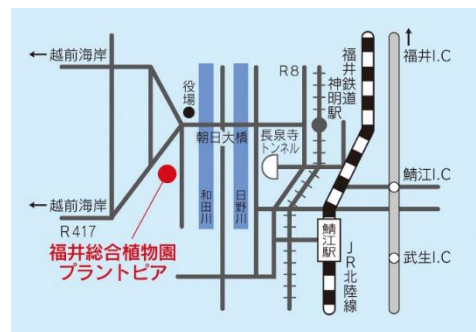 ← 越前海岸
役場
R8
福井鉄道
神明駅
↑
福井I.C
朝日大橋
長泉寺
トンネル
鯖江I.C
← 越前海岸
R417
和田川
日野川
福井総合植物園
プラントピア
鯖江駅
JR北陸線
武生I.C